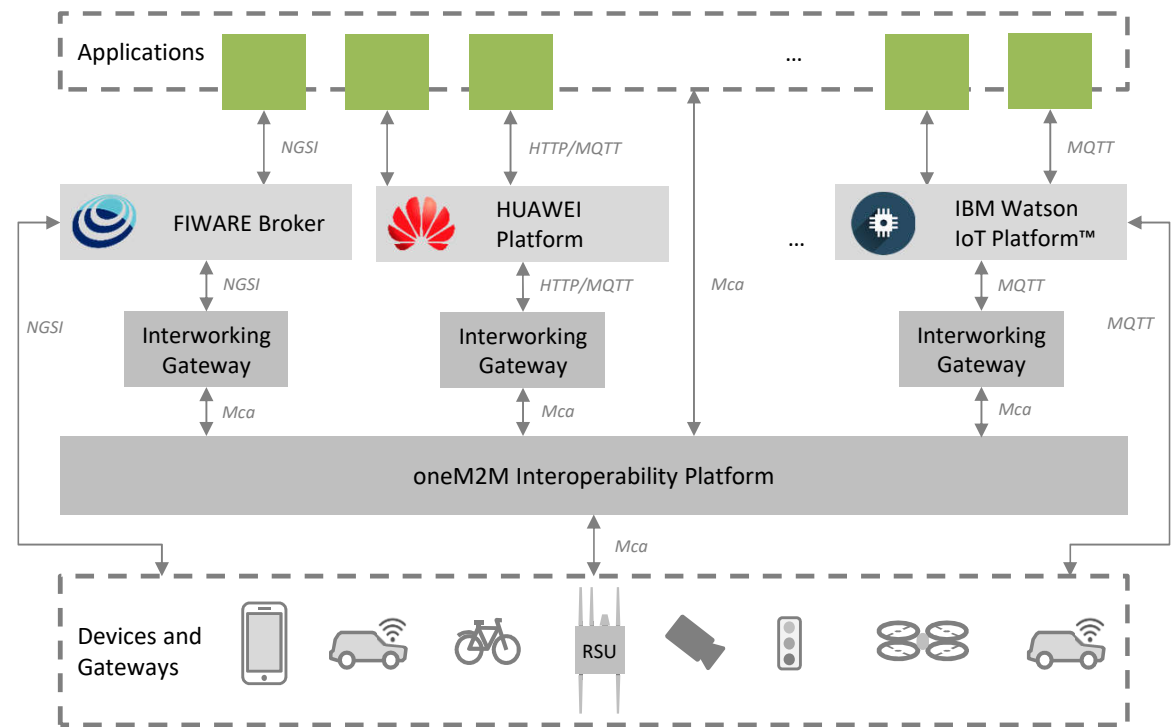 Applications
...
NGSI
HTTP/MQTT
MQTT
FIWARE Broker
HUAWEI
Platform
...
IBM Watson
IoT Platform™
NGSI
HTTP/MQTT
Mca
MQTT
NGSI
MQTT
Interworking
Gateway
Interworking
Gateway
Interworking
Gateway
Mca
Mca
Mca
oneM2M Interoperability Platform
Mca
Devices and
Gateways
RSU